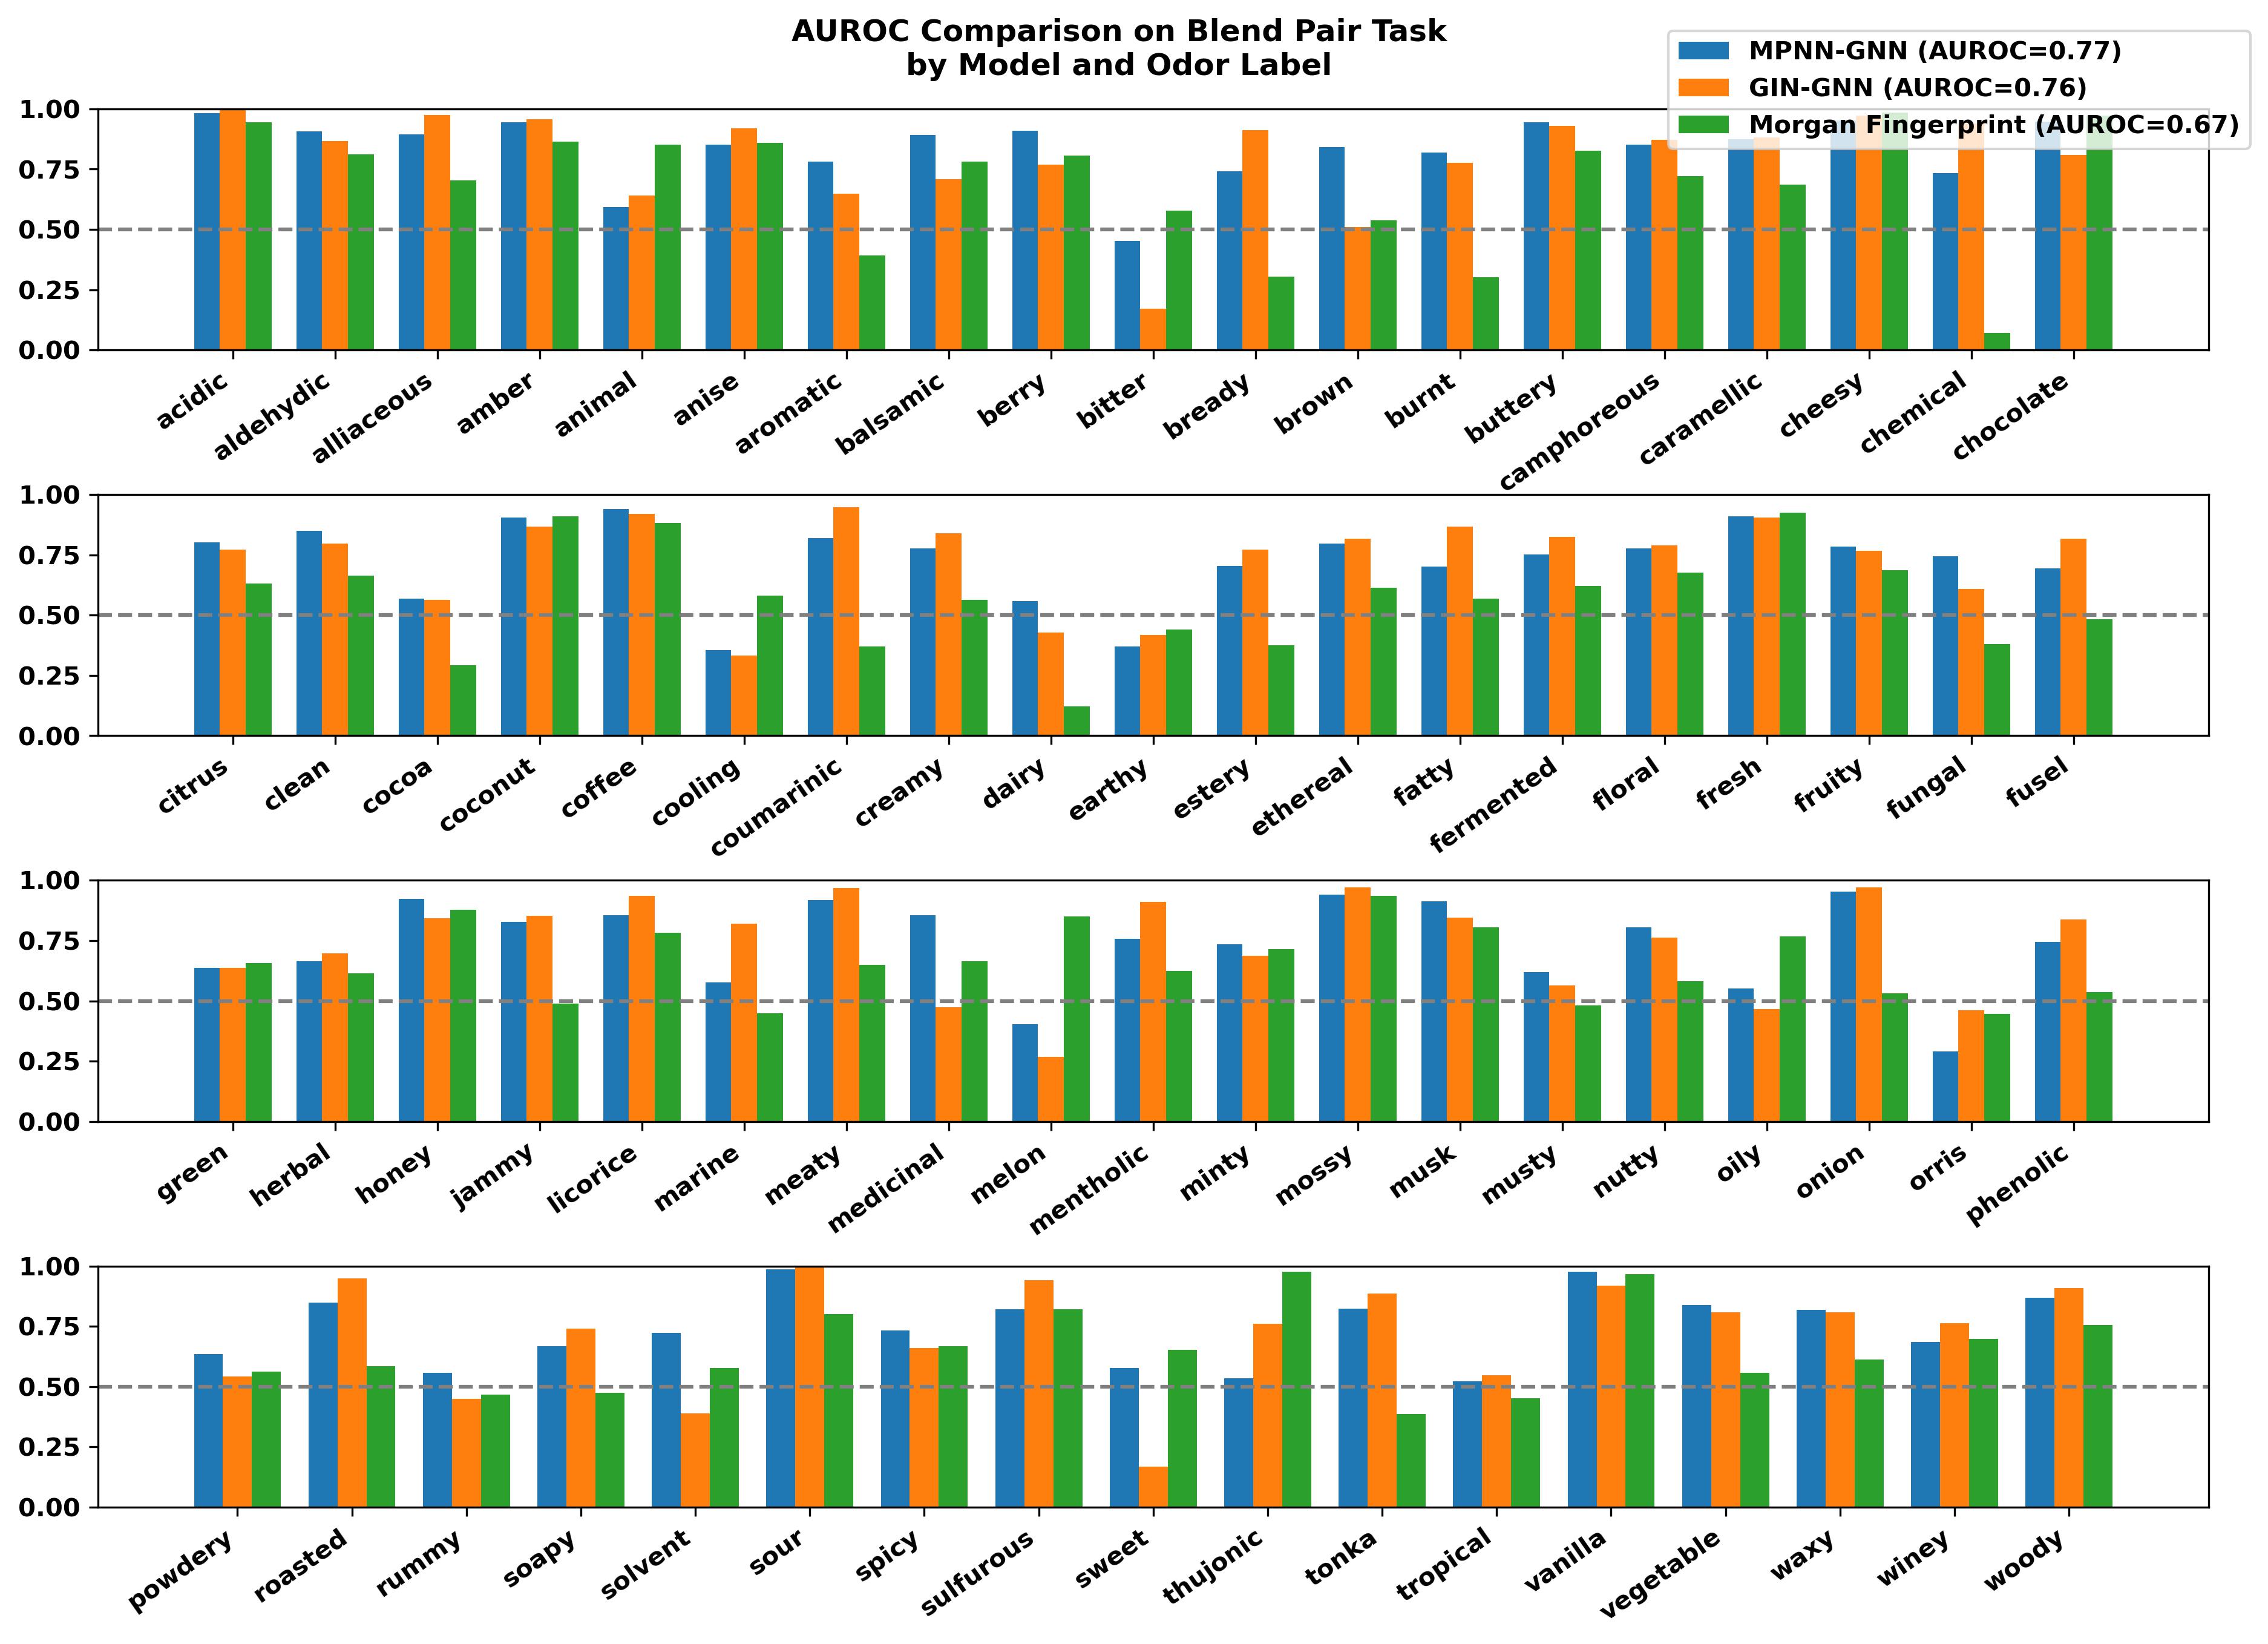 AUROC Comparison on Blend Pair Task
by Model and Odor Label
MPNN-GNN (AUROC=0.77)
GIN-GNN (AUROC=0.76)
Morgan Fingerprint (AUROC=0.67)
1.00
0.75
0.50
0.25
0.00
acidic
aldehydic
alliaceous
amber
animal
anise
aromatic
balsamic
berry
bitter
bready
brown
burnt
buttery
camphoreous
caramellic
cheesy
chemical
chocolate
1.00
0.75
0.50
0.25
0.00
citrus
clean
cocoa
coconut
coffee
cooling
coumarinic
creamy
dairy
earthy
estery
ethereal
fatty
fermented
floral
fresh
fruity
fungal
fusel
1.00
0.75
0.50
0.25
0.00
green
herbal
honey
jammy
licorice
marine
meaty
medicinal
melon
mentholic
minty
mossy
musk
musty
nutty
oily
onion
orris
phenolic
1.00
0.75
0.50
0.25
0.00
powdery
roasted
rummy
soapy
solvent
sour
spicy
sulfurous
sweet
thujonic
tonka
tropical
vanilla
vegetable
waxy
winey
woody